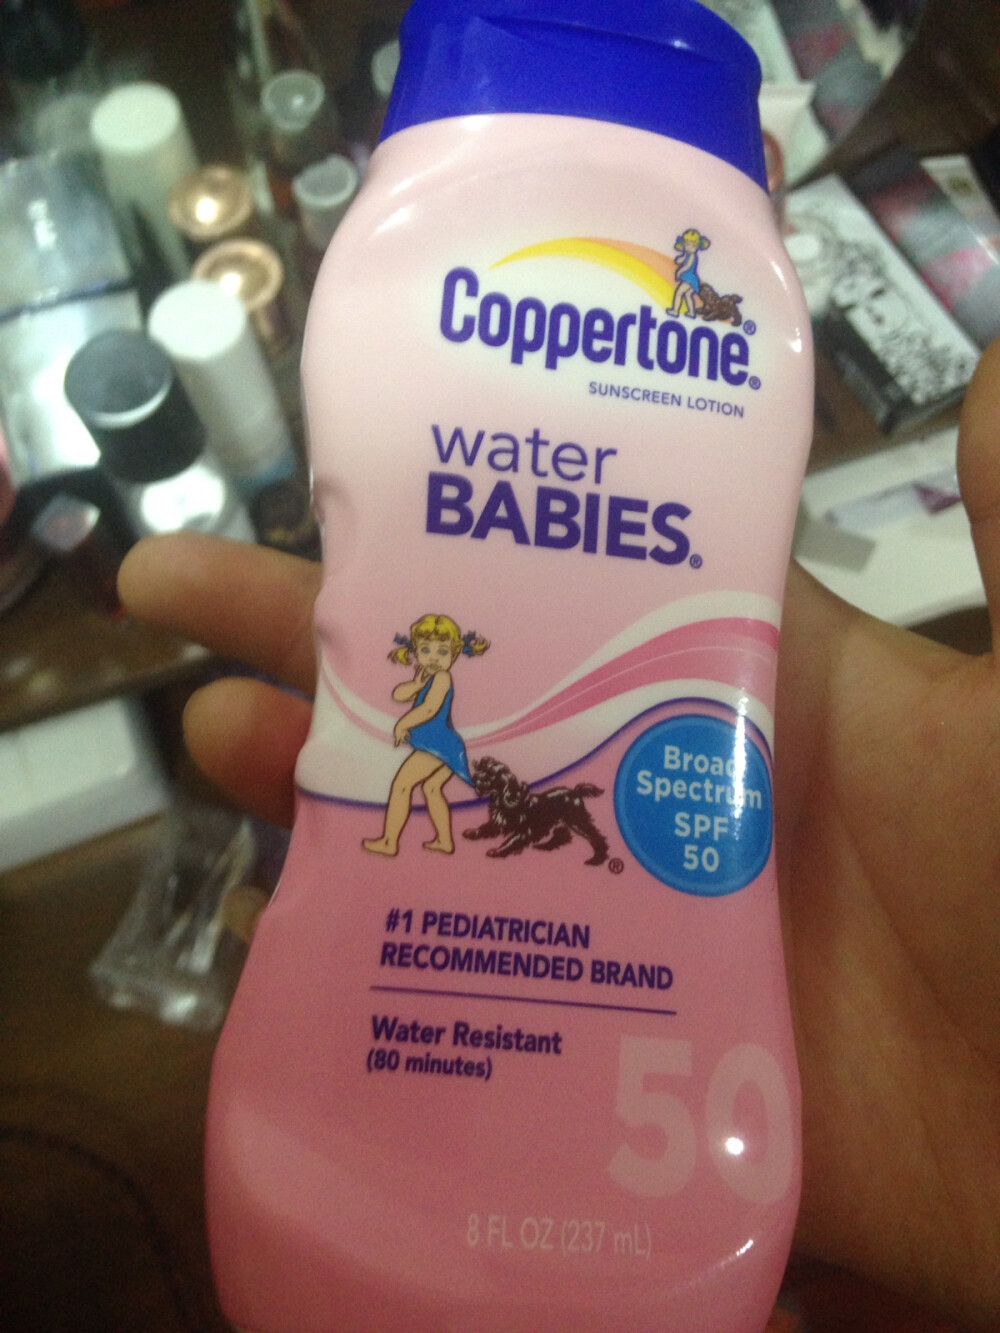 Coppertone®
SUNSCREEN LOTION
water
BABIES®
Broad
Spectrum
SPF
50
#1 PEDIATRICIAN
RECOMMENDED BRAND
Water Resistant
(80 minutes)
50
8 FL OZ (237 mL)